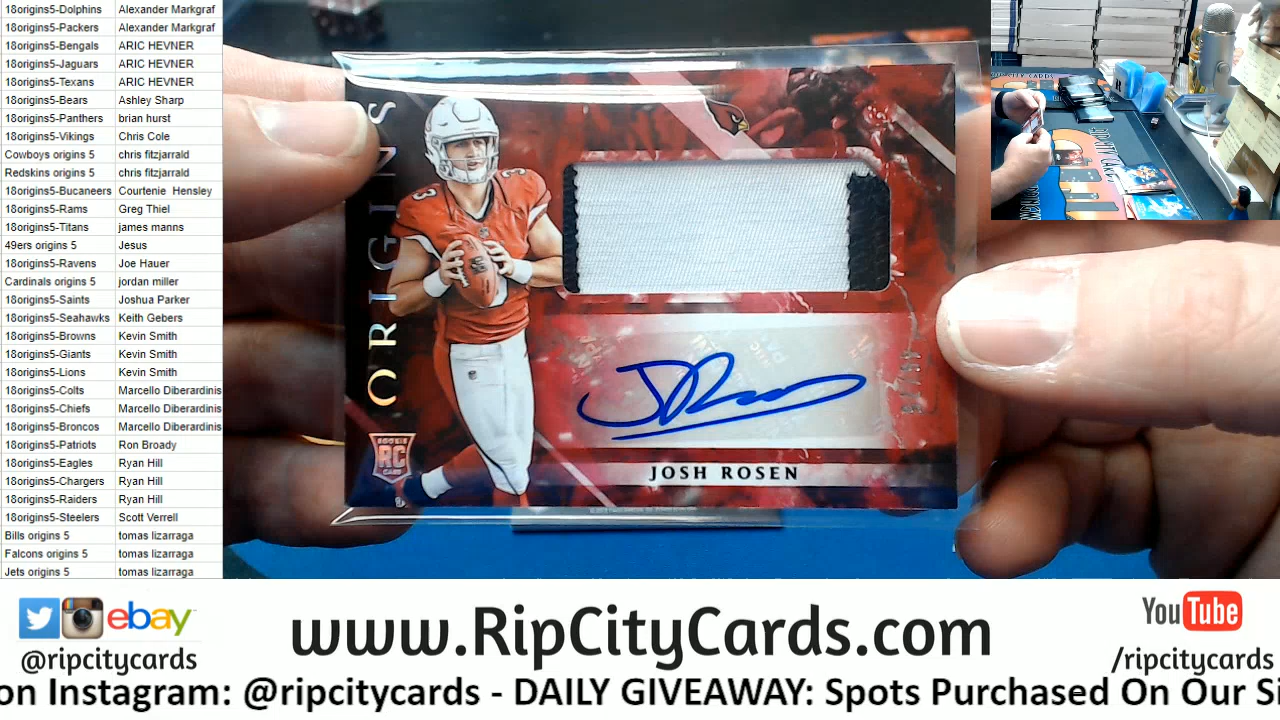 18origins5-Dolphins Alexander Markgraf
18origins5-Packers Alexander Markgraf
18origins5-Bengals ARIC HEVNER
18origins5-Jaguars ARIC HEVNER
18origins5-Texans ARIC HEVNER
18origins5-Bears Ashley Sharp
18origins5-Panthers brian hurst
18origins5-Vikings Chris Cole
Cowboys origins 5 chris fitzjarrald
Redskins origins 5 chris fitzjarrald
18origins5-Bucaneers Courtenie Hensley
18origins5-Rams Greg Thiel
18origins5-Titans james manns
49ers origins 5 Jesus
18origins5-Ravens Joe Hauer
Cardinals origins 5 jordan miller
18origins5-Saints Joshua Parker
18origins5-Seahawks Keith Gebers
18origins5-Browns Kevin Smith
18origins5-Giants Kevin Smith
18origins5-Lions Kevin Smith
18origins5-Colts Marcello Diberardinis
18origins5-Chiefs Marcello Diberardinis
18origins5-Broncos Marcello Diberardinis
18origins5-Patriots Ron Broady
18origins5-Eagles Ryan Hill
18origins5-Chargers Ryan Hill
18origins5-Raiders Ryan Hill
18origins5-Steelers Scott Verrell
Bills origins 5 tomas lizarraga
Falcons origins 5 tomas lizarraga
Jets origins 5 tomas lizarraga
ORIGINS
3
3
ROOKIE
RC
CARD
JOSH ROSEN
ebay
@ripcitycards
www.RipCityCards.com
YouTube
/ripcitycards
on Instagram: @ripcitycards - DAILY GIVEAWAY: Spots Purchased On Our Si